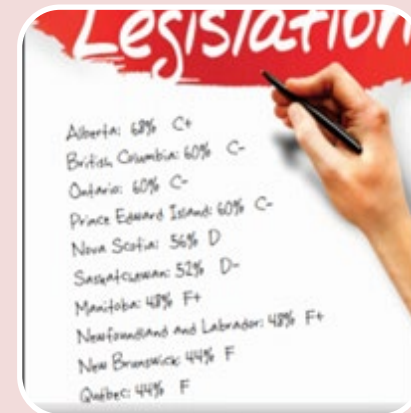 Legislation
Alberta: 68% C+
British Columbia: 60% C-
Ontario: 60% C-
Prince Edward Island: 60% C-
Nova Scotia: 56% D
Saskatchewan: 52% D-
Manitoba: 48% F+
Newfoundland and Labrador: 48% F+
New Brunswick: 44% F
Québec: 44% F